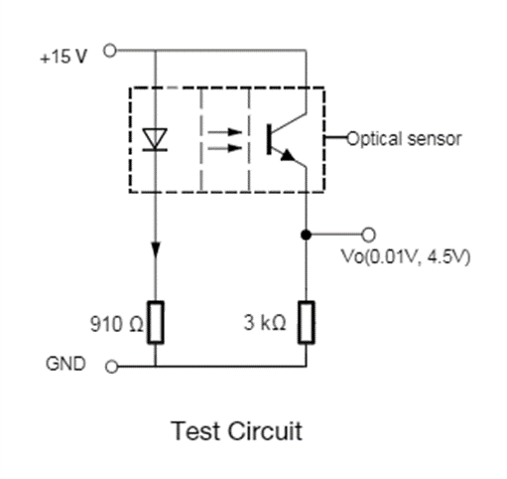 +15 V
Optical sensor
Vo(0.01V, 4.5V)
910 Ω
3 kΩ
GND
Test Circuit